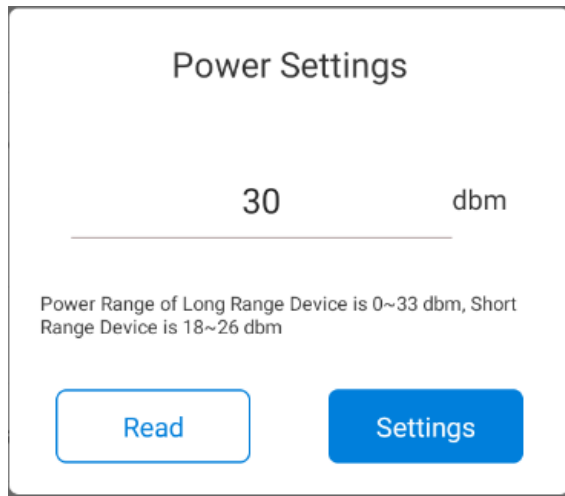 Power Settings
30 dbm
Power Range of Long Range Device is 0~33 dbm, Short
Range Device is 18~26 dbm
Read Settings